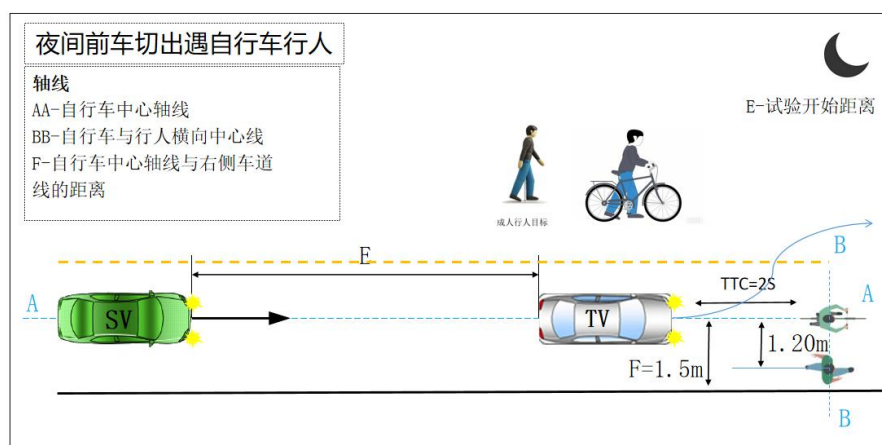 夜间前车切出遇自行车行人
轴线
AA-自行车中心轴线
BB-自行车与行人横向中心线
F-自行车中心轴线与右侧车道
线的距离
E-试验开始距离
成人行人目标
E
B
TTC=2S
A
A
SV
TV
1.20m
F=1.5m
B